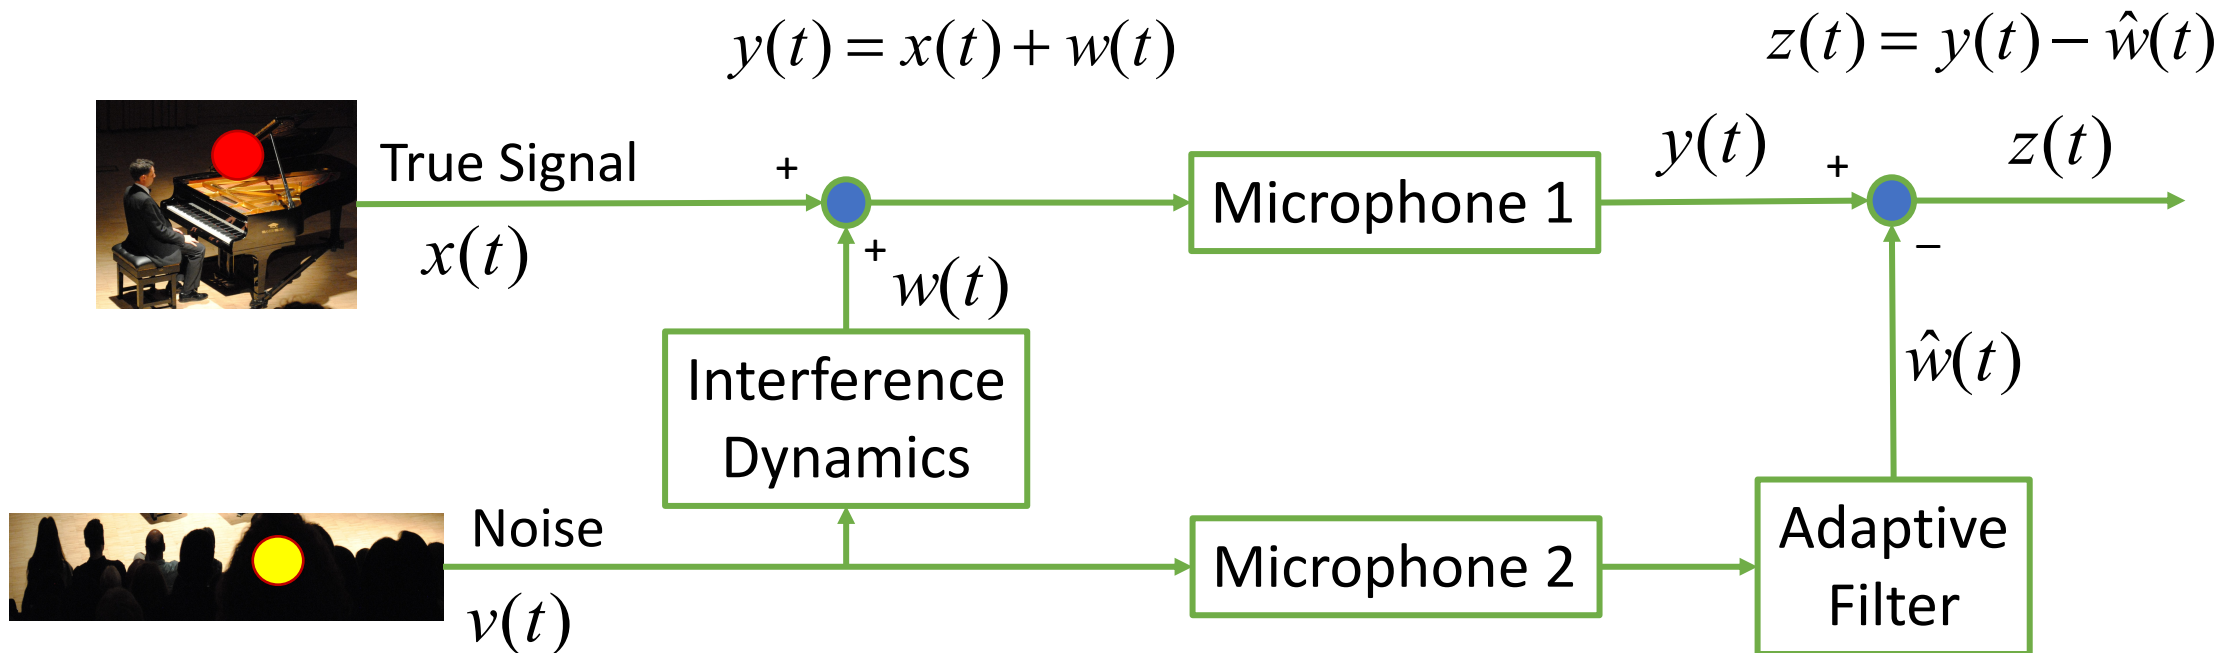 y(t) = x(t) + w(t)
z(t) = y(t) − ŵ(t)
True Signal
x(t)
+
+
w(t)
Microphone 1
y(t)
+
−
z(t)
Interference
Dynamics
ŵ(t)
Noise
v(t)
Microphone 2
Adaptive
Filter